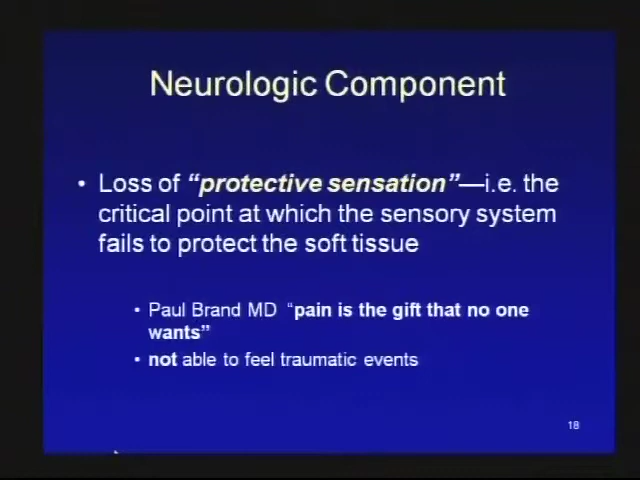 Neurologic Component
• Loss of “protective sensation”—i.e. the
critical point at which the sensory system
fails to protect the soft tissue
• Paul Brand MD “pain is the gift that no one
wants”
• not able to feel traumatic events
18